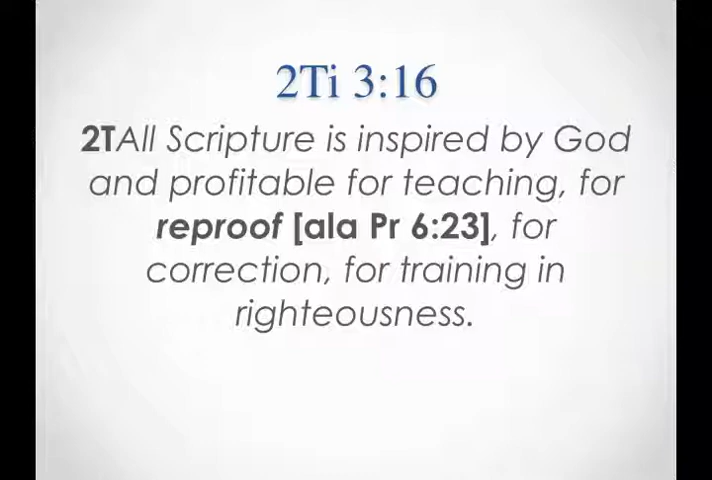 2Ti 3:16
2TAll Scripture is inspired by God
and profitable for teaching, for
reproof [ala Pr 6:23], for
correction, for training in
righteousness.